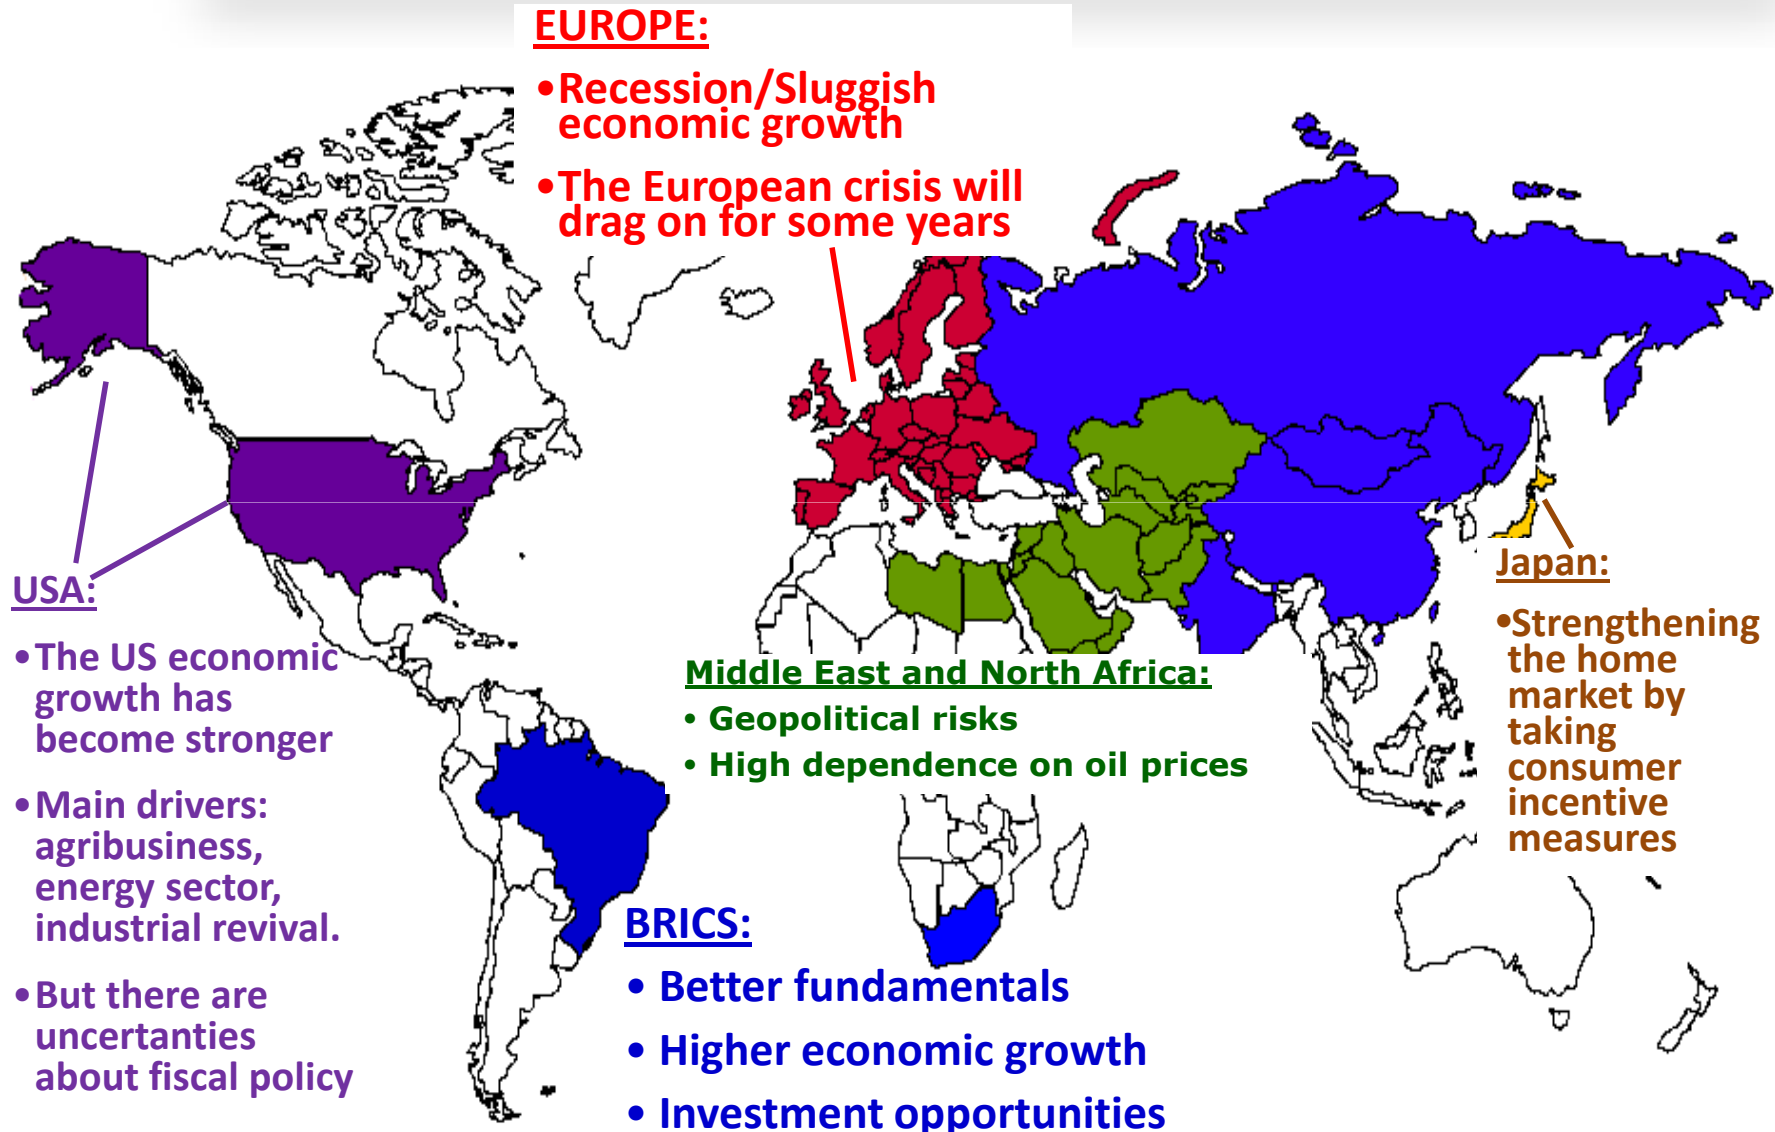 EUROPE:
•Recession/Sluggish
economic growth
•The European crisis will
drag on for some years
USA:
•The US economic
growth has
become stronger
•Main drivers:
agribusiness,
energy sector,
industrial revival.
•But there are
uncertanties
about fiscal policy
Middle East and North Africa:
• Geopolitical risks
• High dependence on oil prices
BRICS:
• Better fundamentals
• Higher economic growth
• Investment opportunities
Japan:
•Strengthening
the home
market by
taking
consumer
incentive
measures